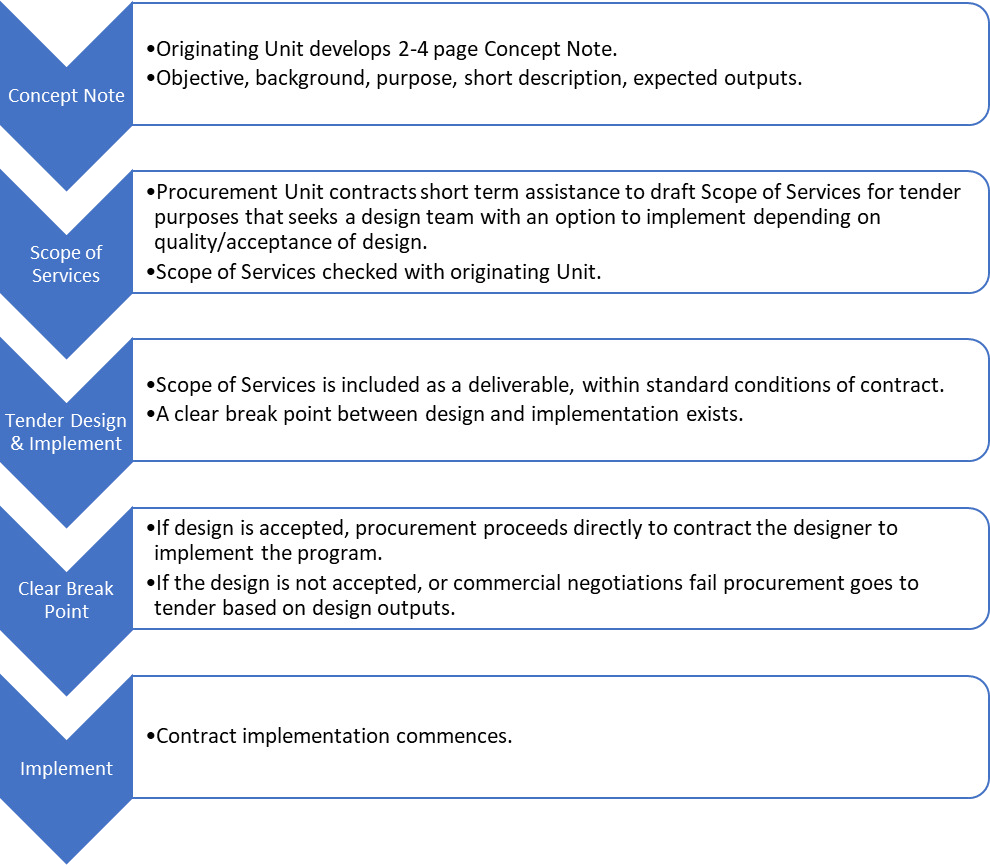 Concept Note
•Originating Unit develops 2-4 page Concept Note.
•Objective, background, purpose, short description, expected outputs.
Scope of
Services
•Procurement Unit contracts short term assistance to draft Scope of Services for tender
purposes that seeks a design team with an option to implement depending on
quality/acceptance of design.
•Scope of Services checked with originating Unit.
Tender Design
& Implement
•Scope of Services is included as a deliverable, within standard conditions of contract.
•A clear break point between design and implementation exists.
Clear Break
Point
•If design is accepted, procurement proceeds directly to contract the designer to
implement the program.
•If the design is not accepted, or commercial negotiations fail procurement goes to
tender based on design outputs.
Implement
•Contract implementation commences.